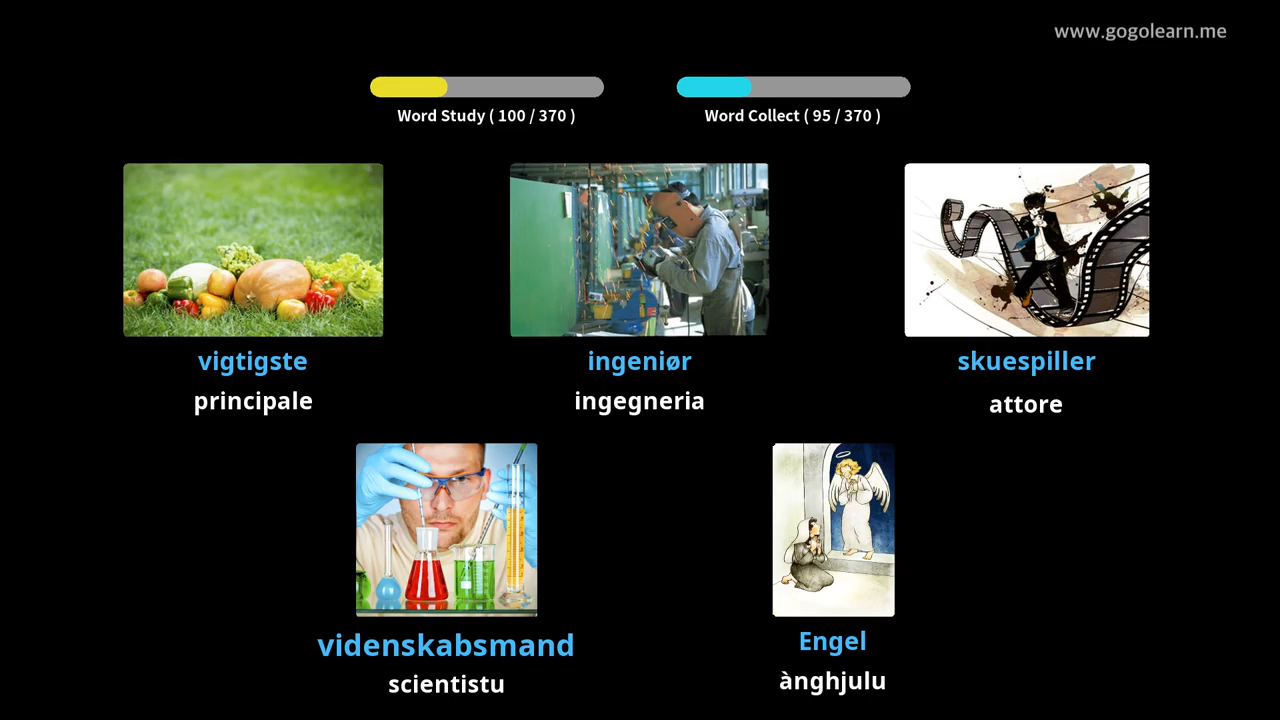 www.gogolearn.me
Word Study ( 100 / 370 )
Word Collect ( 95 / 370 )
vigtigste
principale
ingeniør
ingegneria
skuespiller
attore
videnskabsmand
scientistu
Engel
ànghjulu